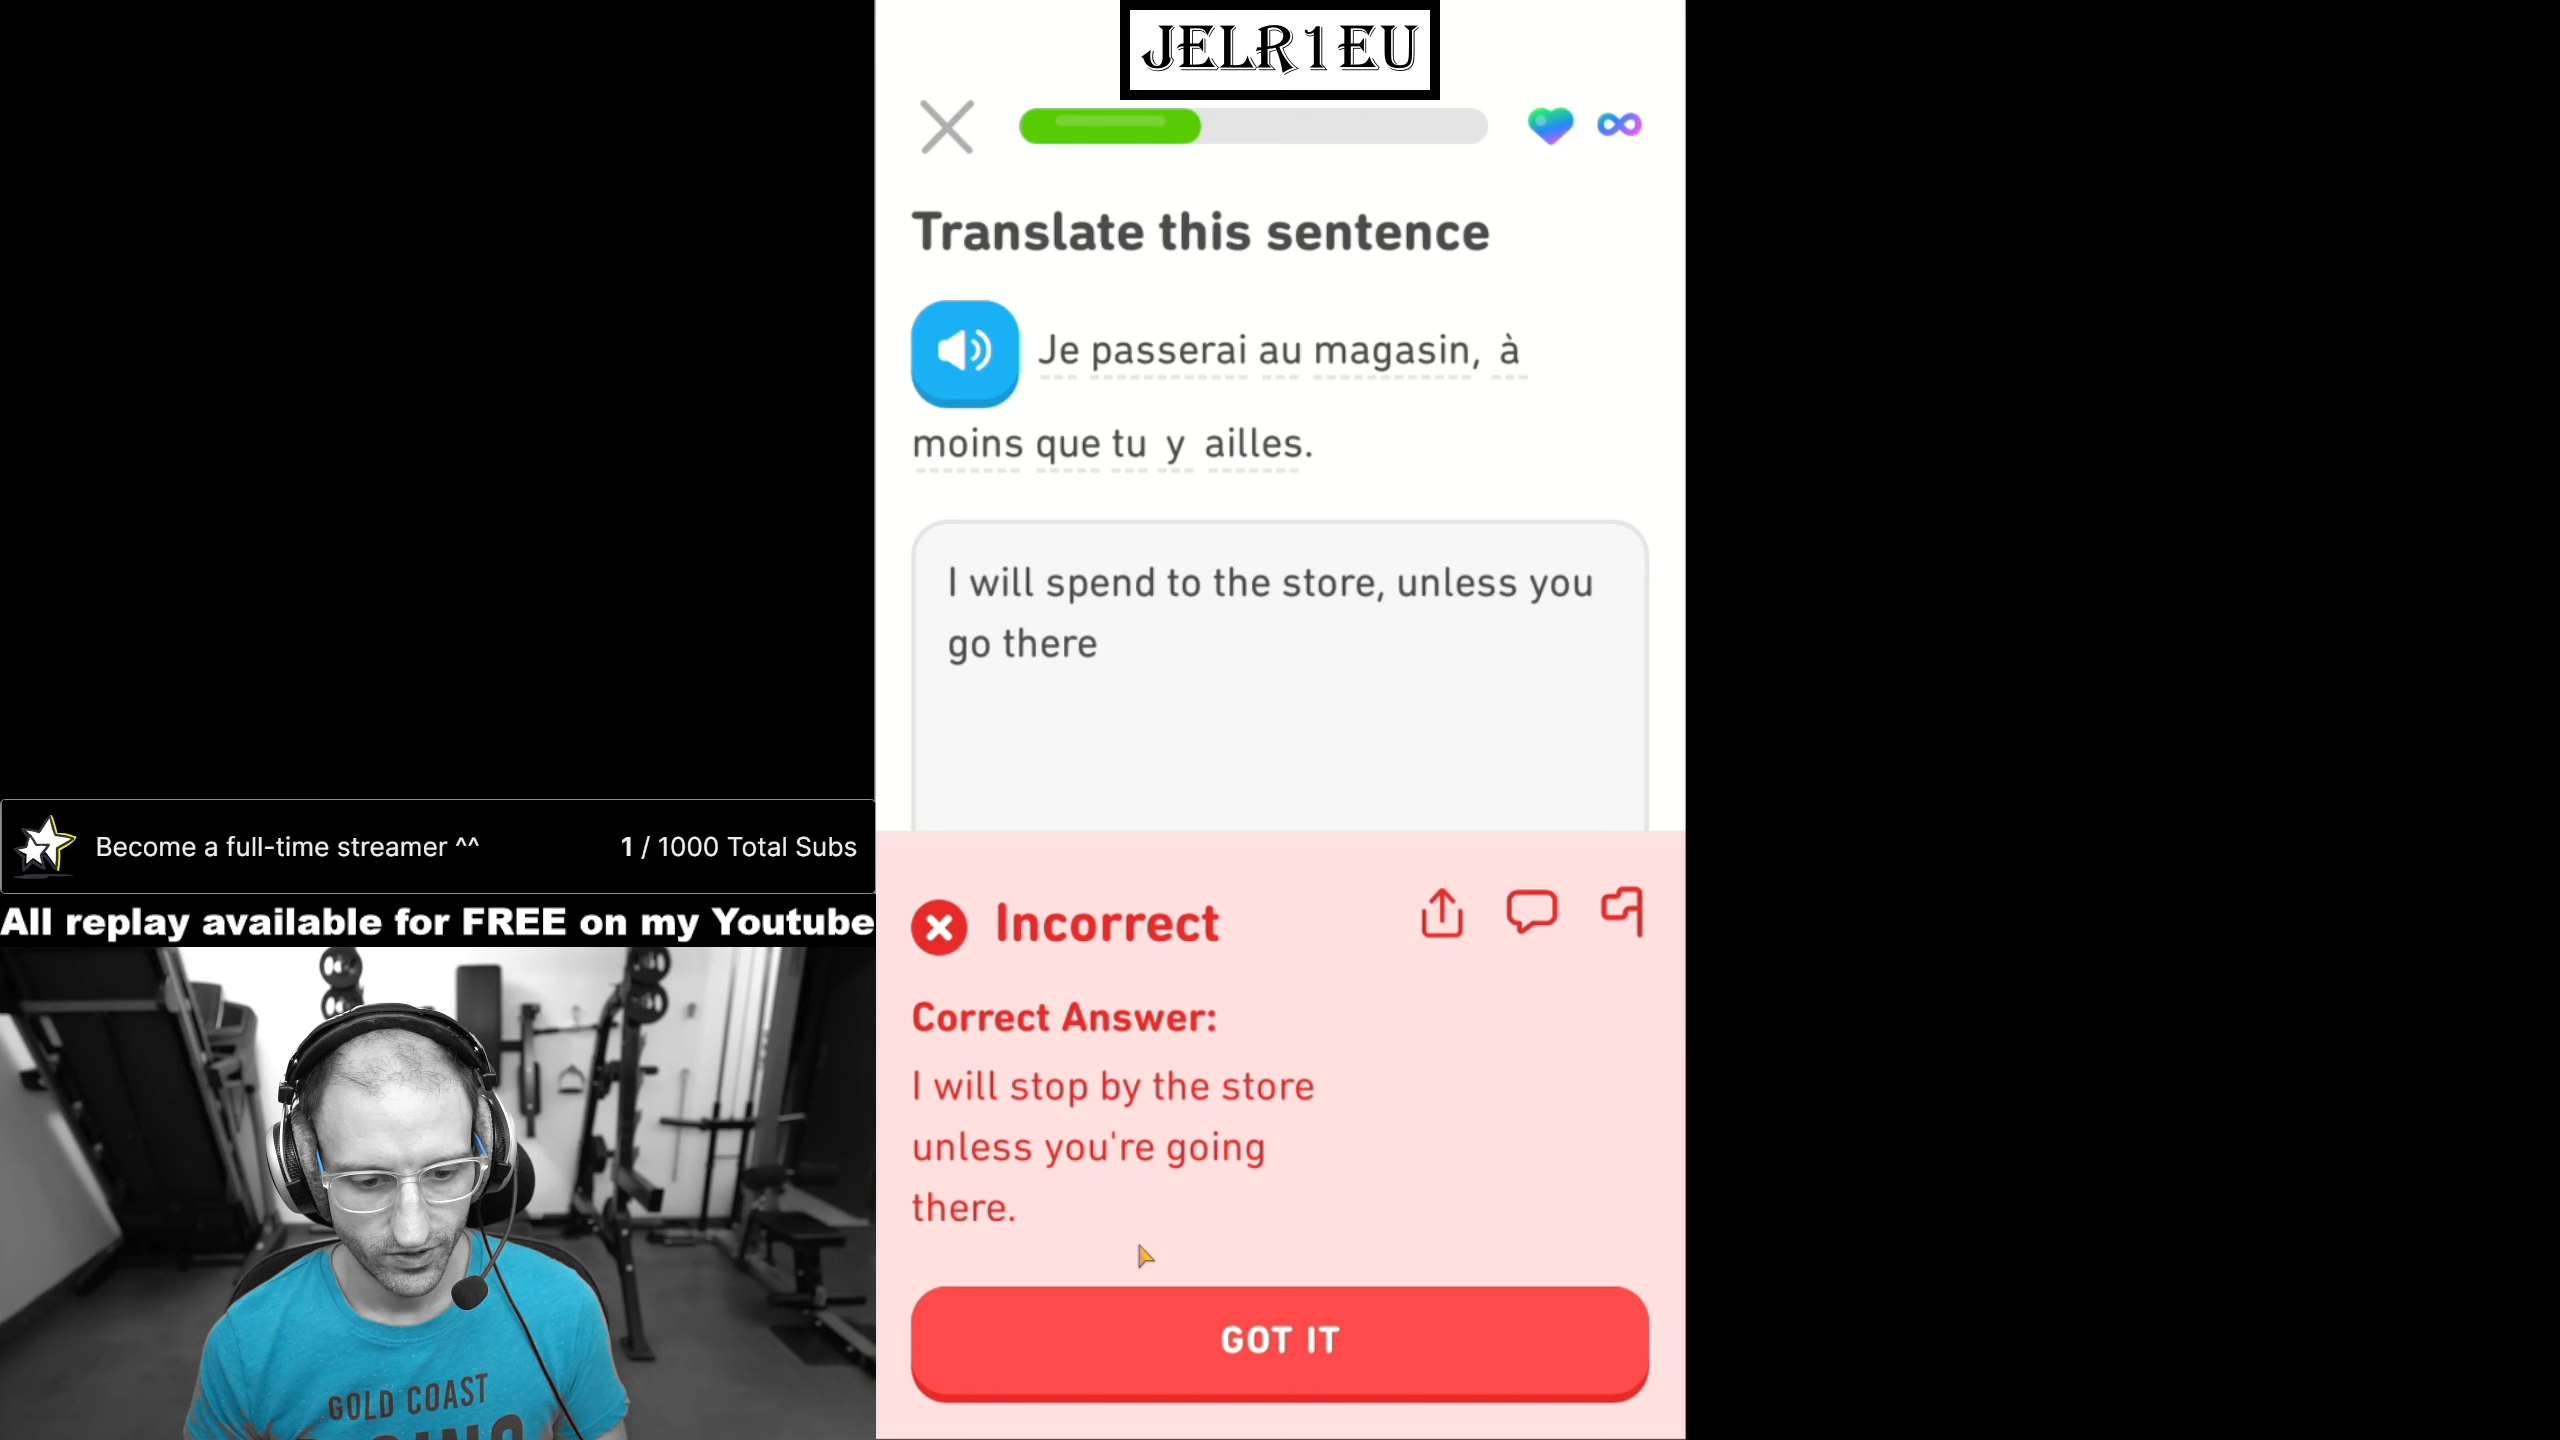 JELR1EU
Translate this sentence
Je passerai au magasin, à
moins que tu y ailles.
I will spend to the store, unless you
go there
Become a full-time streamer ^^ 1 / 1000 Total Subs
All replay available for FREE on my Youtube
Incorrect
Correct Answer:
I will stop by the store
unless you're going
there.
GOT IT
GOLD COAST